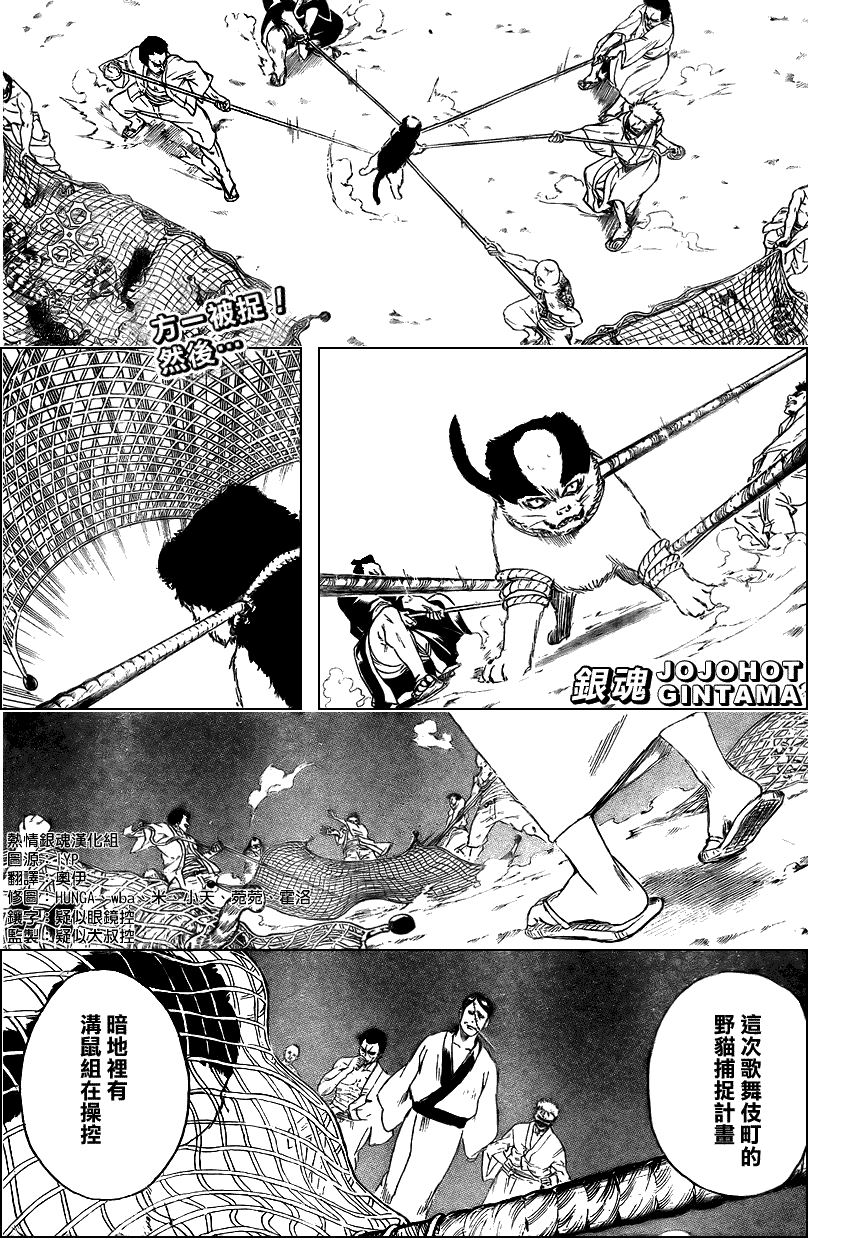 方一被捉！
然後…
銀魂
JOJOHOT
GINTAMA
熱情銀魂漢化組
圖源：JYP
翻譯：奧伊
修圖：HUNGA、wba、米、小天、菀菀、霍洛
鑲字：疑似眼鏡控
監製：疑似大叔控
這次歌舞伎町的
野貓捕捉計畫
暗地裡有
溝鼠組在操控